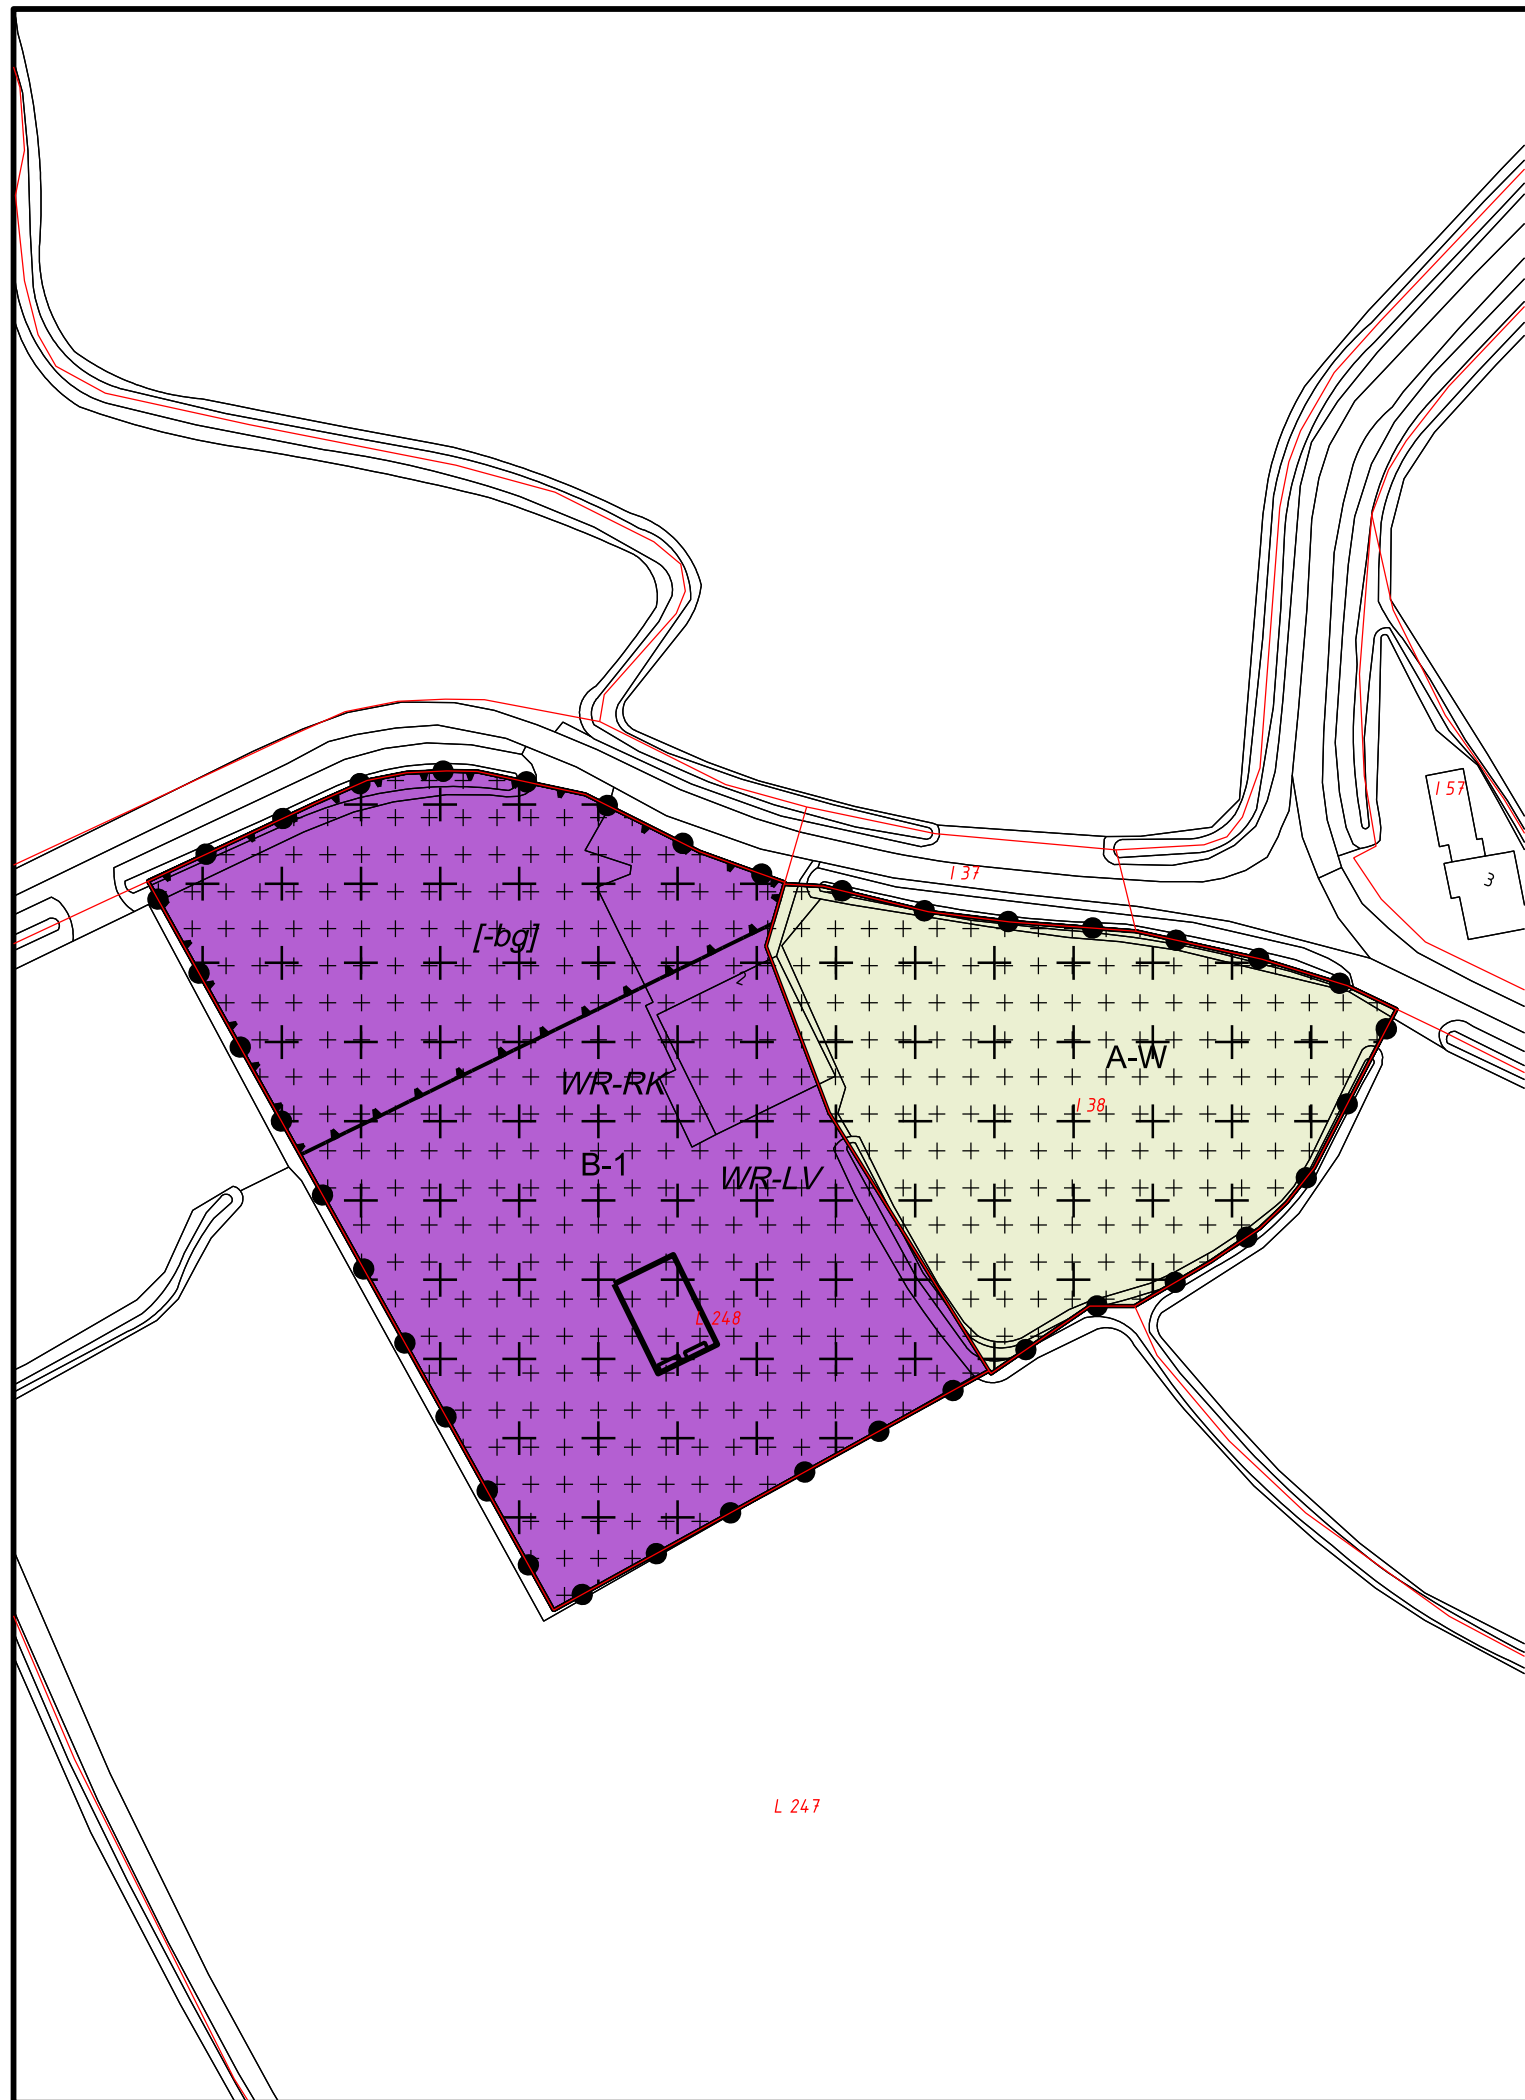 I 57
I 37
3
[-bg]
2
A-W
WR-RK
I 38
B-1
WR-LV
L 248
L 247